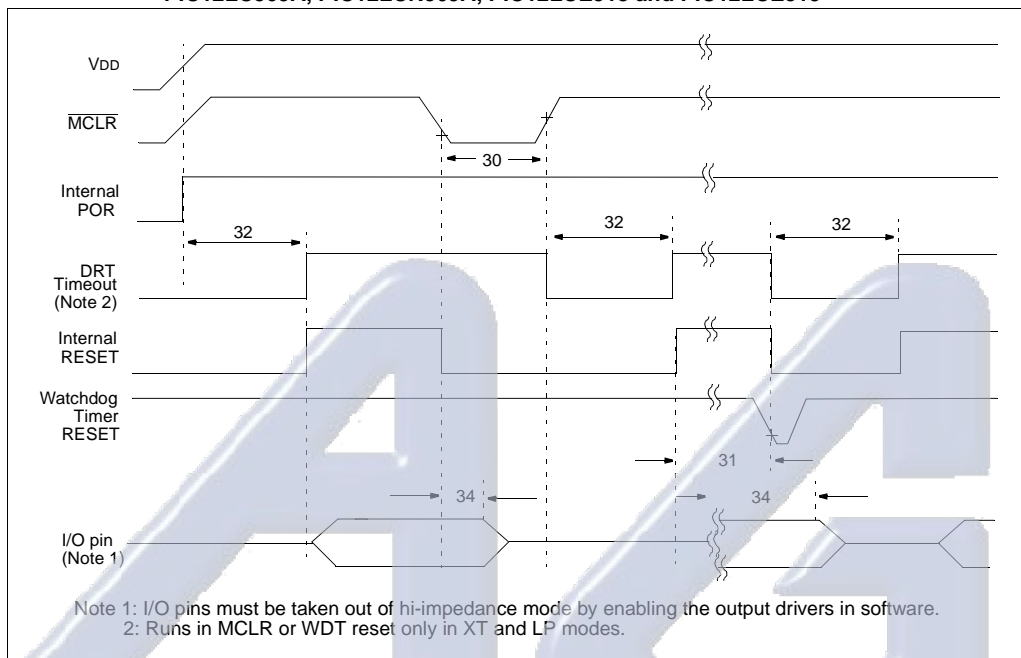 VDD
MCLR
30
Internal
POR
32
32
32
DRT
Timeout
(Note 2)
Internal
RESET
Watchdog
Timer
RESET
31
34
34
I/O pin
(Note 1)
Note 1: I/O pins must be taken out of hi-impedance mode by enabling the output drivers in software.
2: Runs in MCLR or WDT reset only in XT and LP modes.